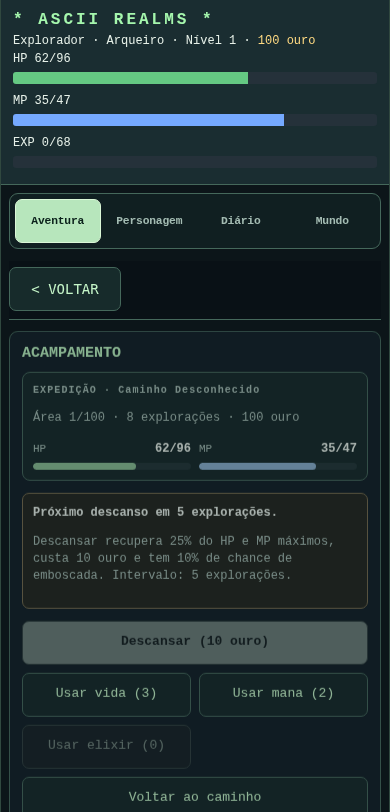 * ASCII REALMS *
Explorador · Arqueiro · Nível 1 · 100 ouro
HP 62/96
MP 35/47
EXP 0/68
Aventura Personagem Diário Mundo
< VOLTAR
ACAMPAMENTO
EXPEDIÇÃO · Caminho Desconhecido
Área 1/100 · 8 explorações · 100 ouro
HP 62/96 MP 35/47
Próximo descanso em 5 explorações.
Descansar recupera 25% do HP e MP máximos,
custa 10 ouro e tem 10% de chance de
emboscada. Intervalo: 5 explorações.
Descansar (10 ouro)
Usar vida (3) Usar mana (2)
Usar elixir (0)
Voltar ao caminho